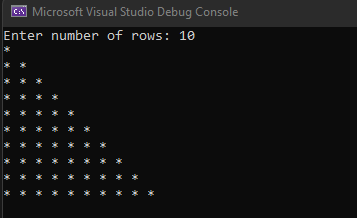 Microsoft Visual Studio Debug Console
Enter number of rows: 10
*
* *
* * *
* * * *
* * * * *
* * * * * *
* * * * * * *
* * * * * * * *
* * * * * * * * *
* * * * * * * * * *